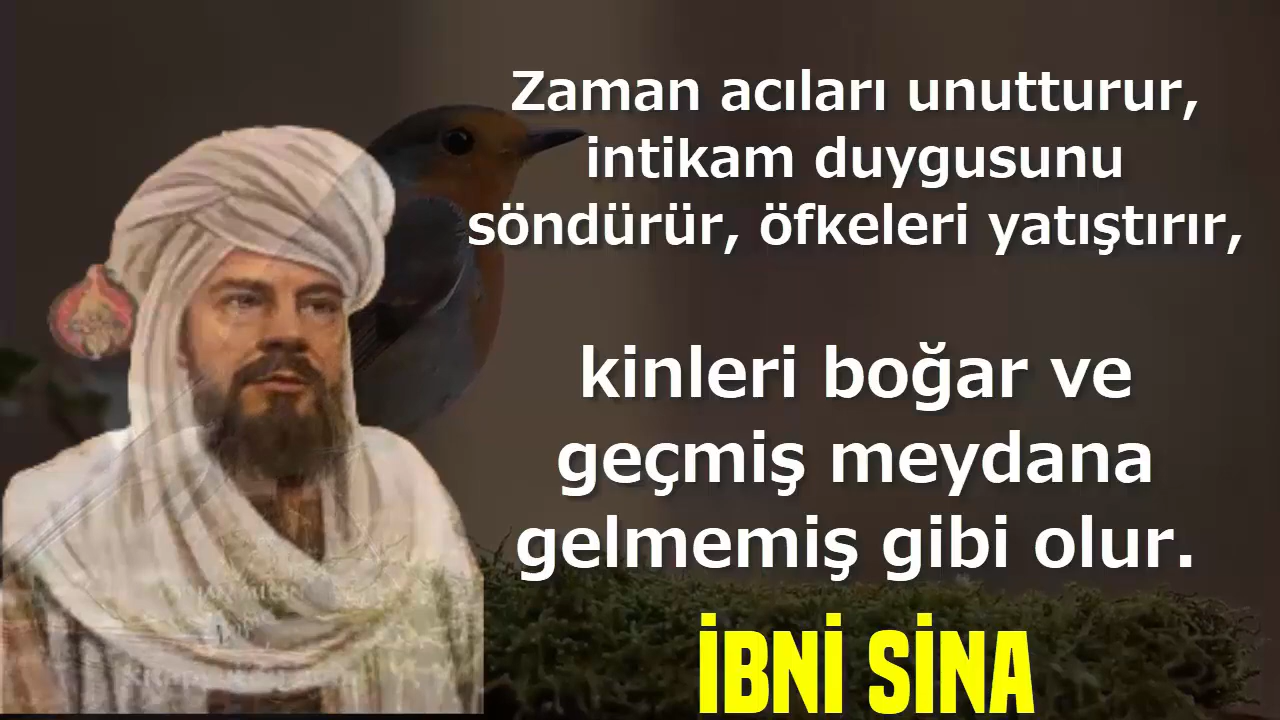 Zaman acıları unutturur,
intikam duygusunu
söndürür, öfkeleri yatıştırır,
kinleri boğar ve
geçmiş meydana
gelmemiş gibi olur.
İBNİ SİNA